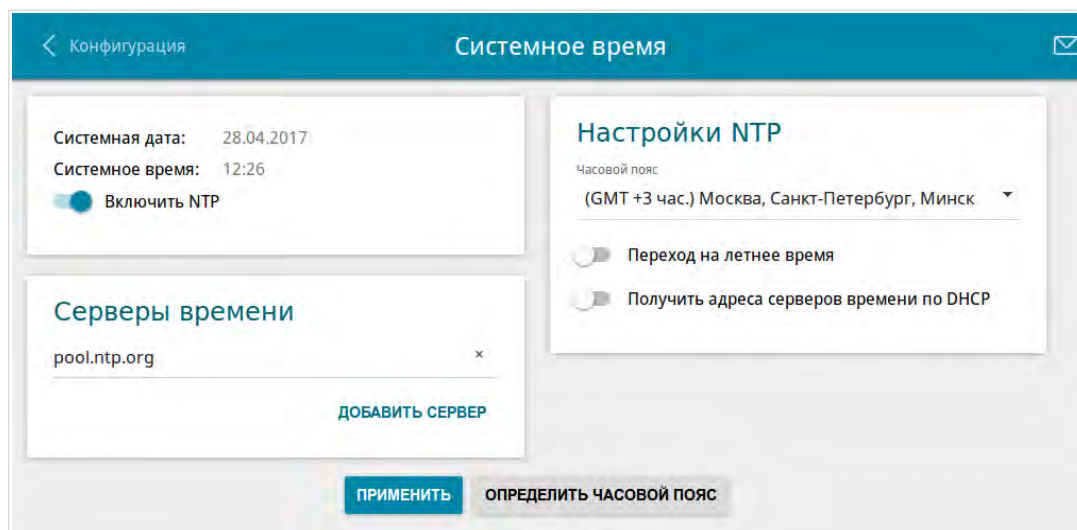 Конфигурация
Системное время
Системная дата: 28.04.2017
Системное время: 12:26
Включить NTP
Серверы времени
pool.ntp.org ×
ДОБАВИТЬ СЕРВЕР
Настройки NTP
Часовой пояс
(GMT +3 час.) Москва, Санкт-Петербург, Минск
Переход на летнее время
Получить адреса серверов времени по DHCP
ПРИМЕНИТЬ
ОПРЕДЕЛИТЬ ЧАСОВОЙ ПОЯС